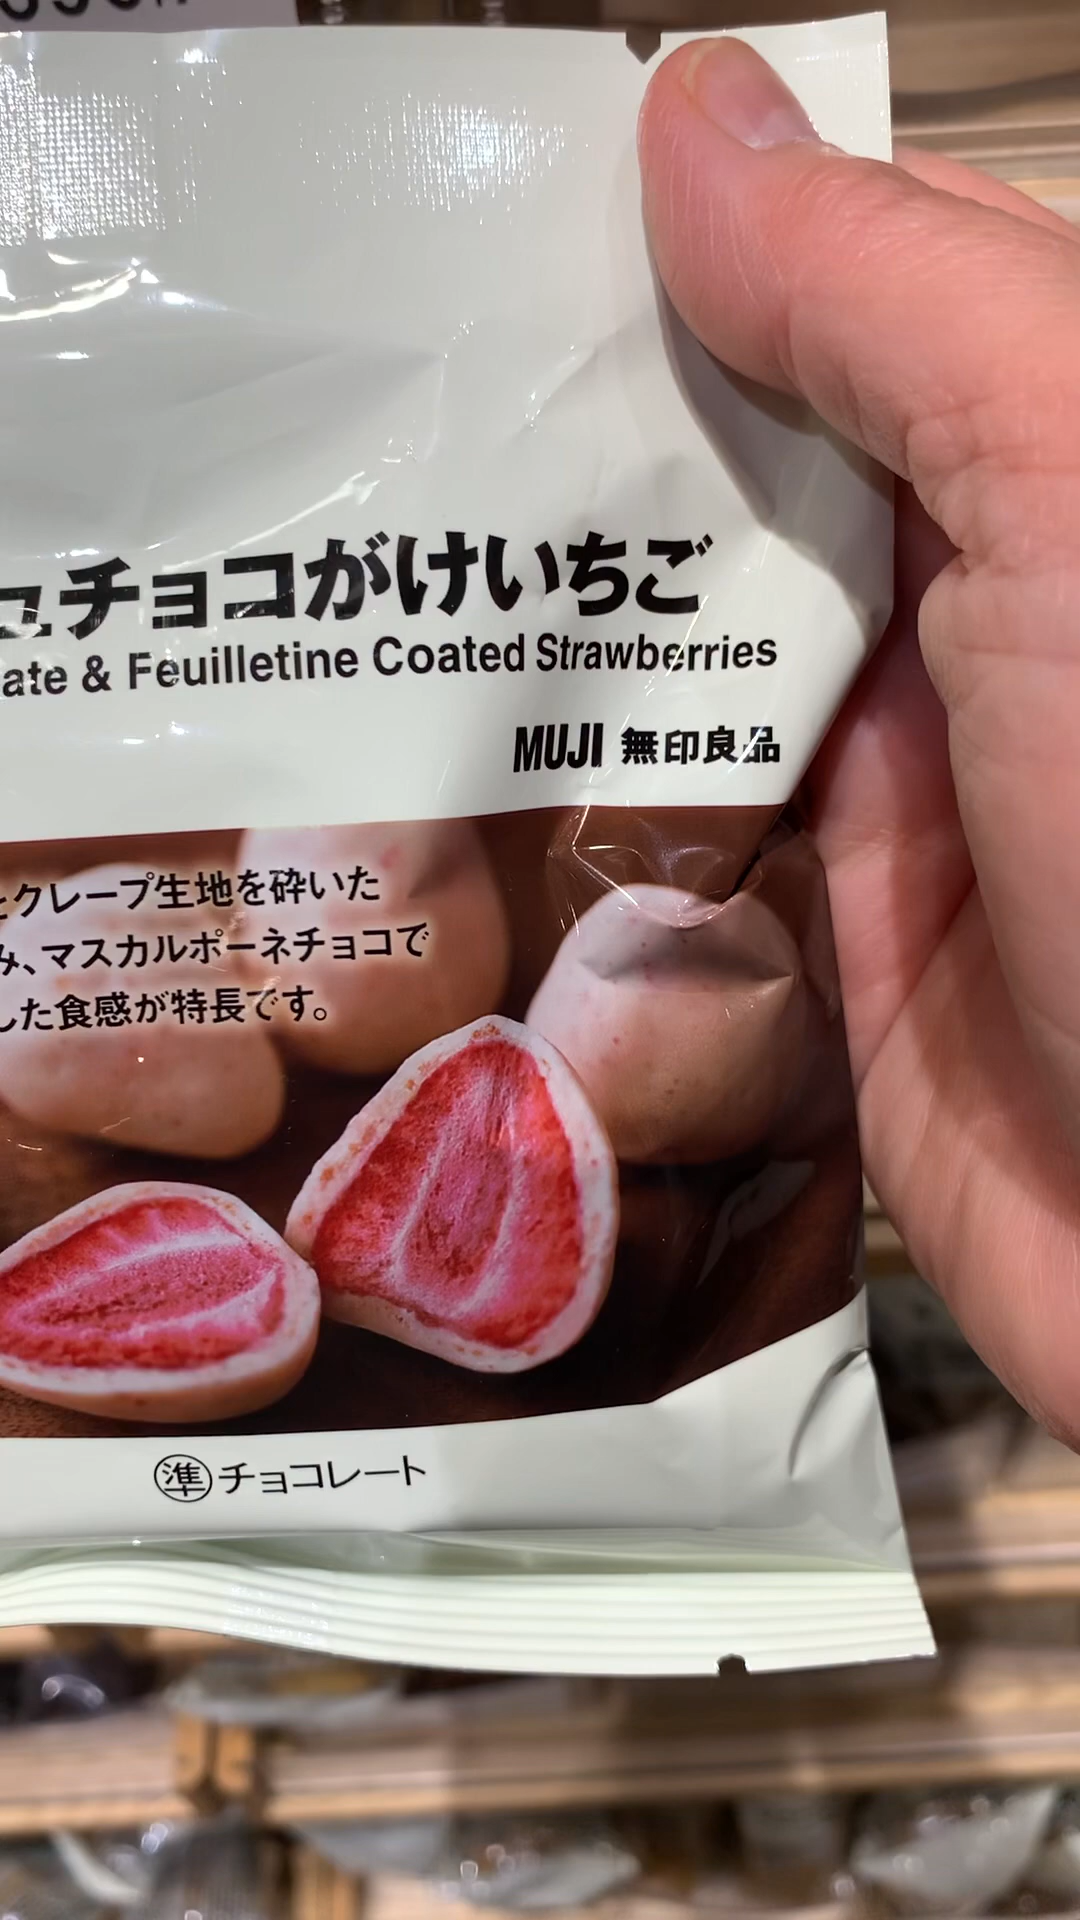 ュチョコがけいちご
ate & Feuilletine Coated Strawberries
MUJI 無印良品
とクレープ生地を砕いた
み、マスカルポーネチョコで
した食感が特長です。
準チョコレート